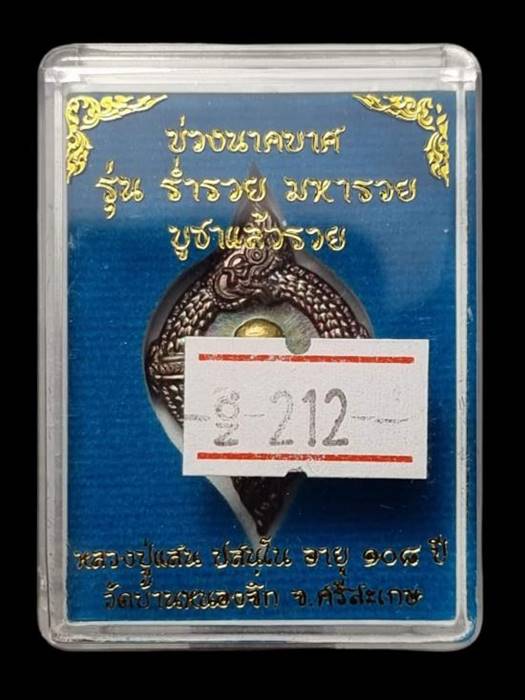 บ่วงนาคบาศ
รุ่น ร่ำรวย มหารวย
บูชาแล้วรวย
212
หลวงปู่แสน ปสนฺโน อายุ ๑๐๘ ปี
วัดบ้านหนองจิก จ.ศรีสะเกษ